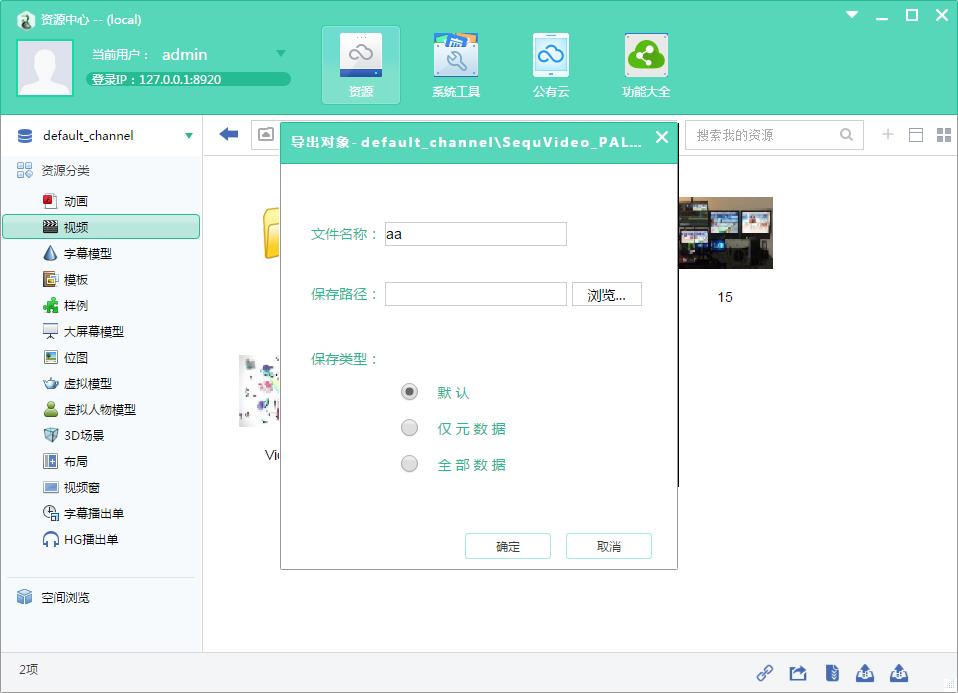 资源中心 -- (local)
当前用户： admin
登录IP：127.0.0.1:8920
资源
系统工具
公有云
功能大全
default_channel
搜索我的资源
资源分类
动画
视频
字幕模型
模板
样例
大屏幕模型
位图
虚拟模型
虚拟人物模型
3D场景
布局
视频窗
字幕播出单
HG播出单
空间浏览
导出对象- default_channel\SequVideo_PAL...
文件名称： aa
保存路径：
浏览...
保存类型：
默认
仅元数据
全部数据
确定
取消
15
2项